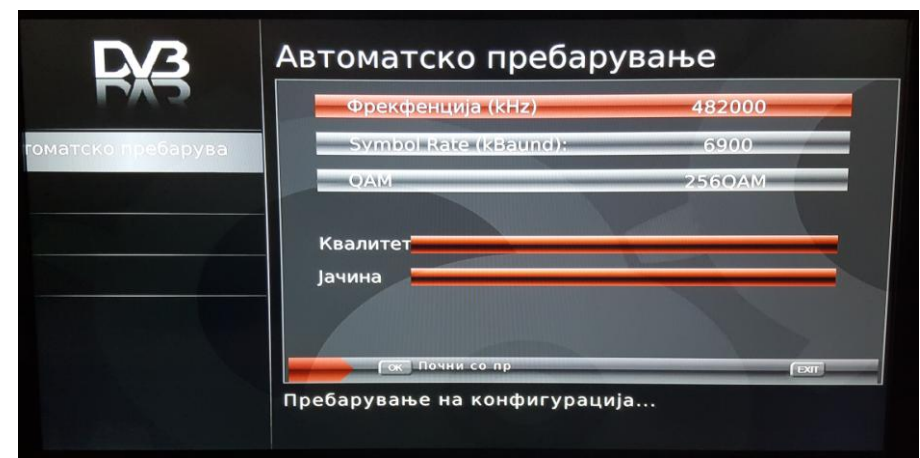 DVB
Автоматско пребарување
Фрекфенција (kHz) 482000
томатско пребарува
Symbol Rate (kBaund): 6900
QAM 256QAM
Квалитет
Јачина
OK Почни со пр EXIT
Пребарување на конфигурација...